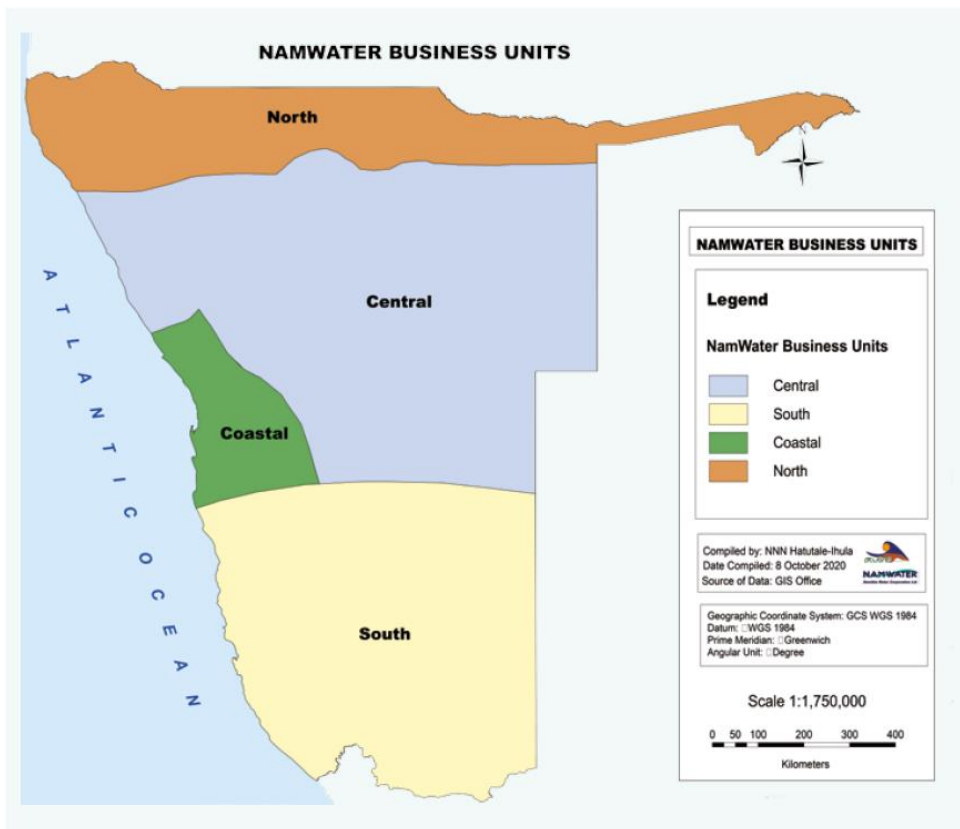 NAMWATER BUSINESS UNITS
North
N
Central
Coastal
South
ATLANTIC OCEAN
NAMWATER BUSINESS UNITS
Legend
NamWater Business Units
Central
South
Coastal
North
Compiled by: NNN Hatutale-Ihula
Date Compiled: 8 October 2020
Source of Data: GIS Office
NAMWATER
Geographic Coordinate System: GCS WGS 1984
Datum: □WGS 1984
Prime Meridian: □Greenwich
Angular Unit: □Degree
Scale 1:1,750,000
0 50 100 200 300 400
Kilometers